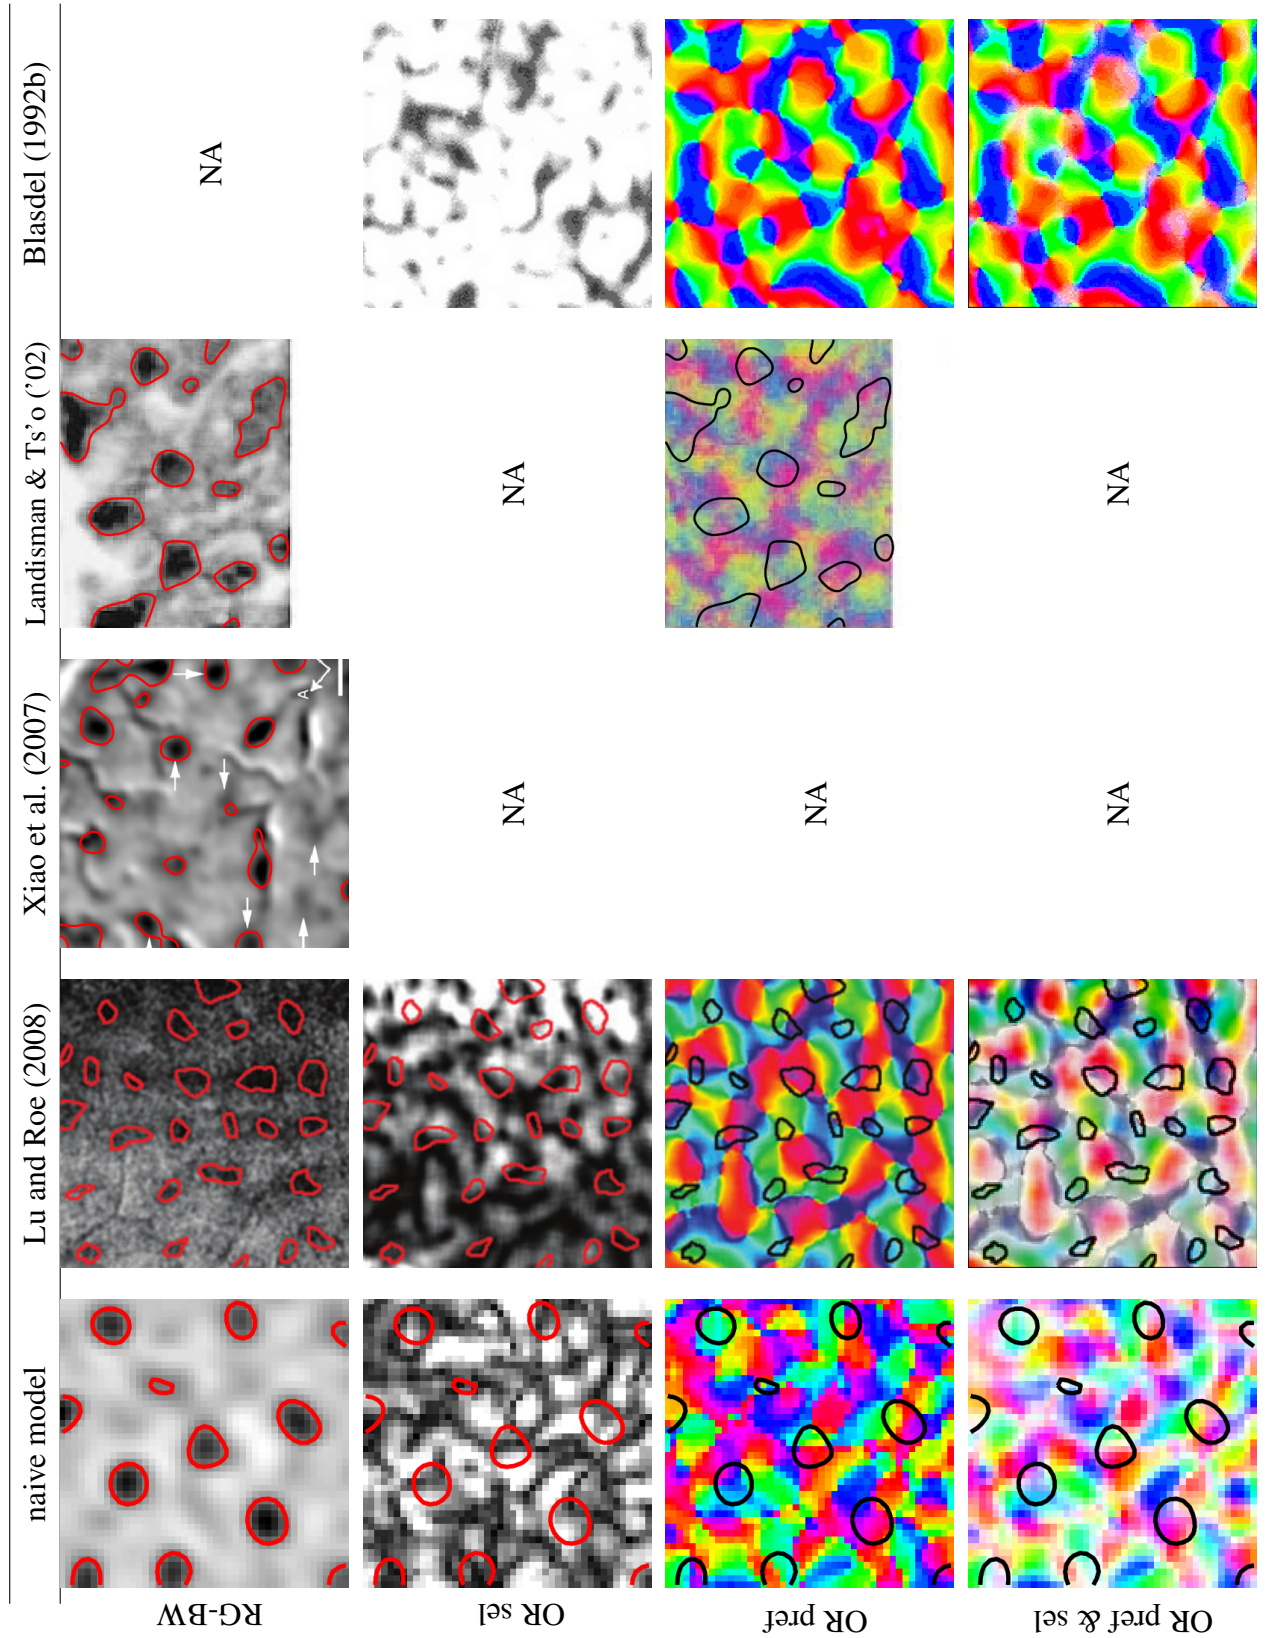 naive model
Lu and Roe (2008)
Xiao et al. (2007)
Landisman & Ts'o ('02)
Blasdel (1992b)
RG-BW
A
NA
OR sel
NA
NA
OR pref
NA
OR pref & sel
NA
NA